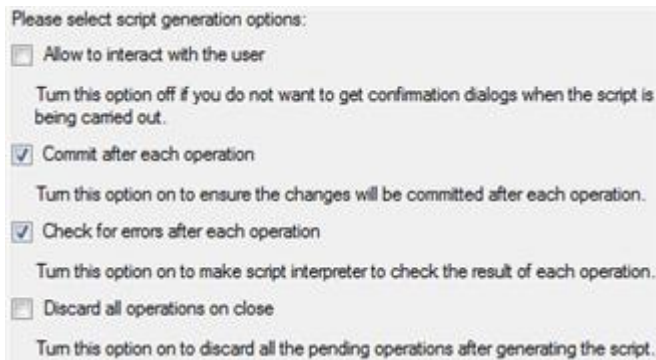 Please select script generation options:
Allow to interact with the user
Turn this option off if you do not want to get confirmation dialogs when the script is
being carried out.
Commit after each operation
Turn this option on to ensure the changes will be committed after each operation.
Check for errors after each operation
Turn this option on to make script interpreter to check the result of each operation.
Discard all operations on close
Turn this option on to discard all the pending operations after generating the script.